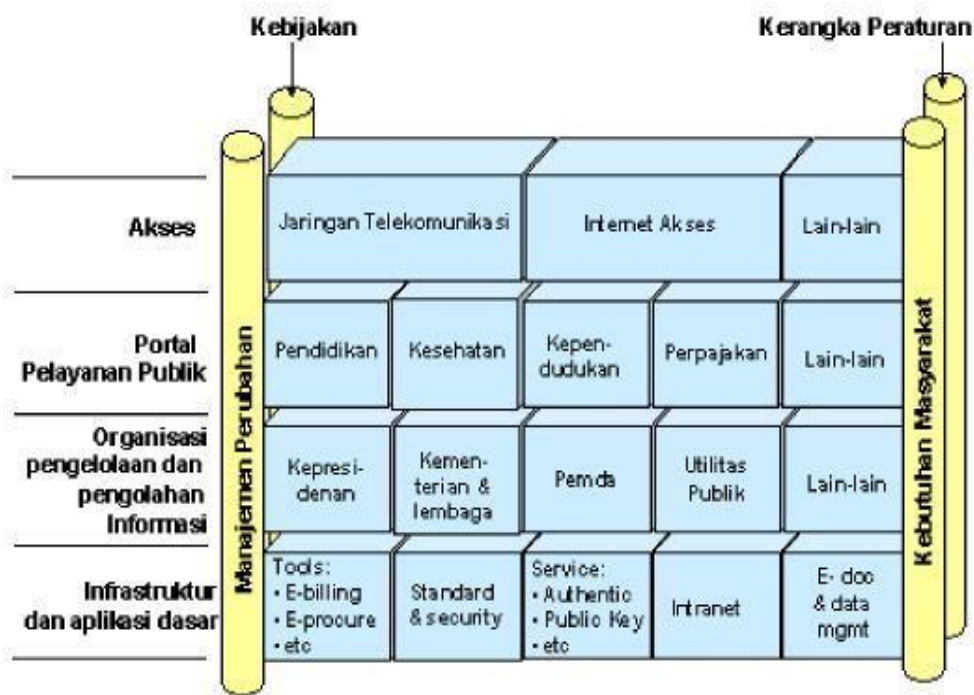 Kebijakan
Kerangka Peraturan
Manajemen Perubahan
Kebutuhan Masyarakat
Akses
Jaringan Telekomunikasi
Internet Akses
Lain-lain
Portal
Pelayanan Publik
Pendidikan
Kesehatan
Kepen-
dudukan
Perpajakan
Lain-lain
Organisasi
pengelolaan dan
pengolahan
Informasi
Kepresi-
denan
Kemen-
terian &
lembaga
Pemda
Utilitas
Publik
Lain-lain
Infrastruktur
dan aplikasi dasar
Tools:
• E-billing
• E-procure
• etc
Standard
& security
Service:
• Authentic
• Public Key
• etc
Intranet
E- doc
& data
mgmt